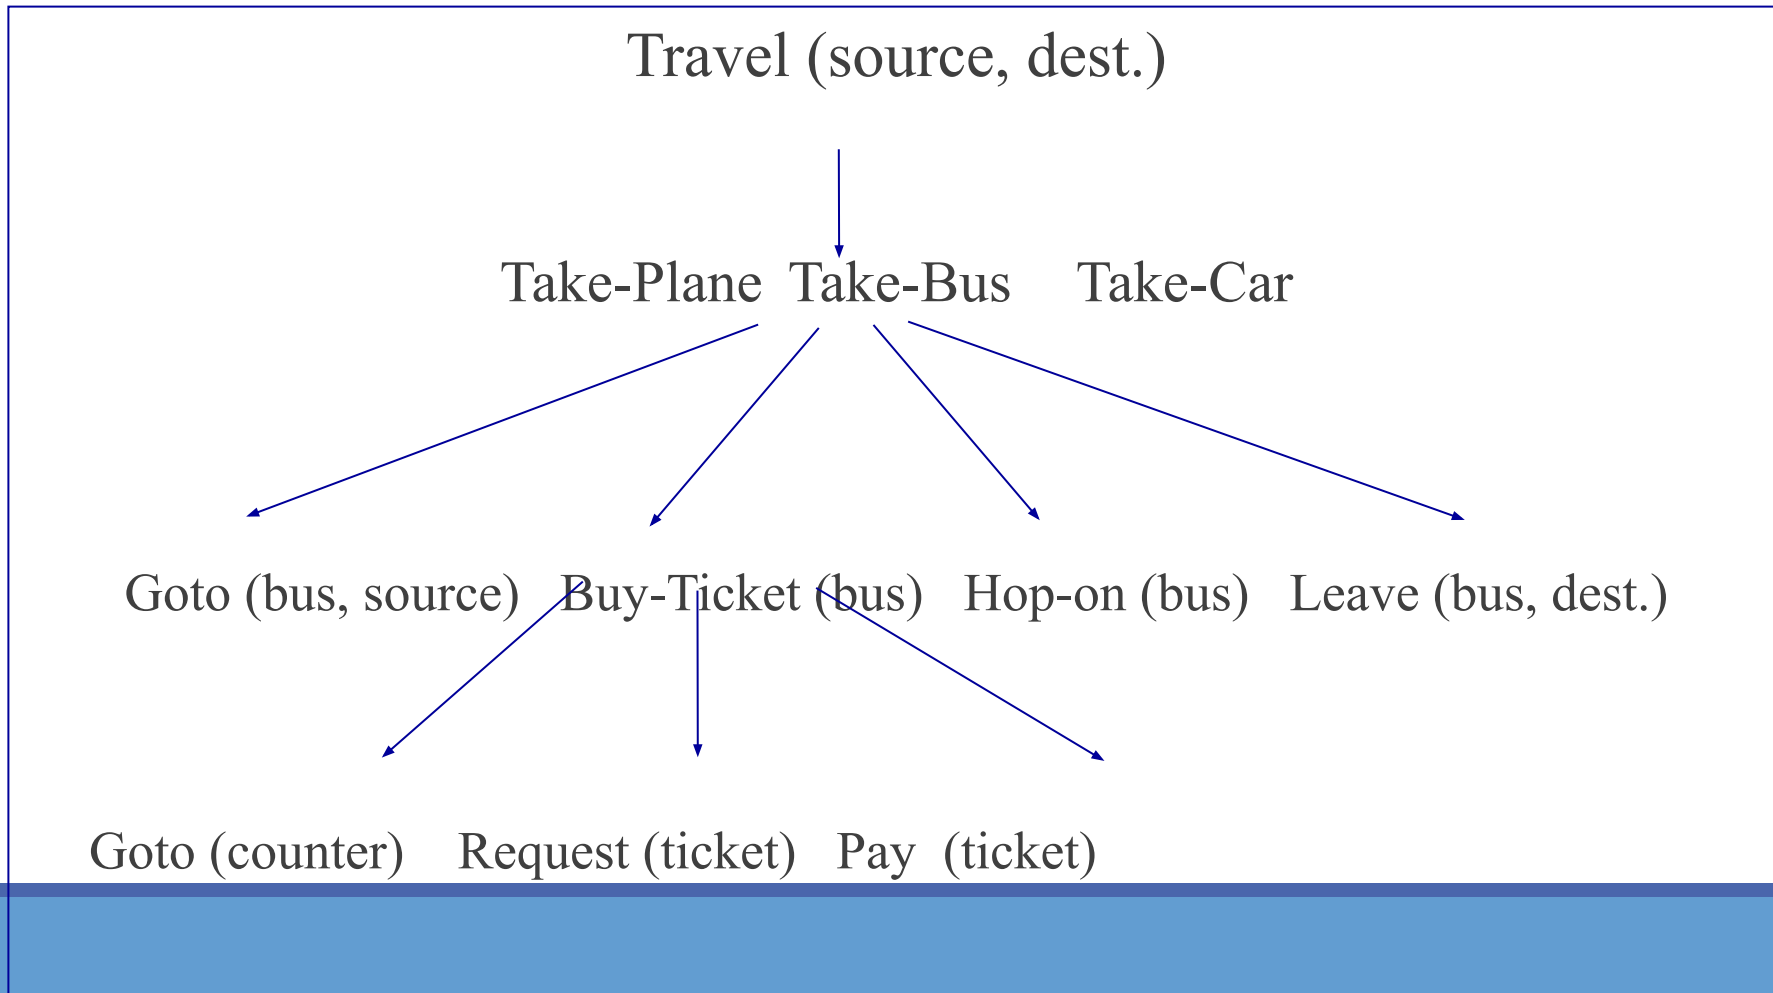 Travel (source, dest.)
Take-Plane Take-Bus Take-Car
Goto (bus, source) Buy-Ticket (bus) Hop-on (bus) Leave (bus, dest.)
Goto (counter) Request (ticket) Pay (ticket)